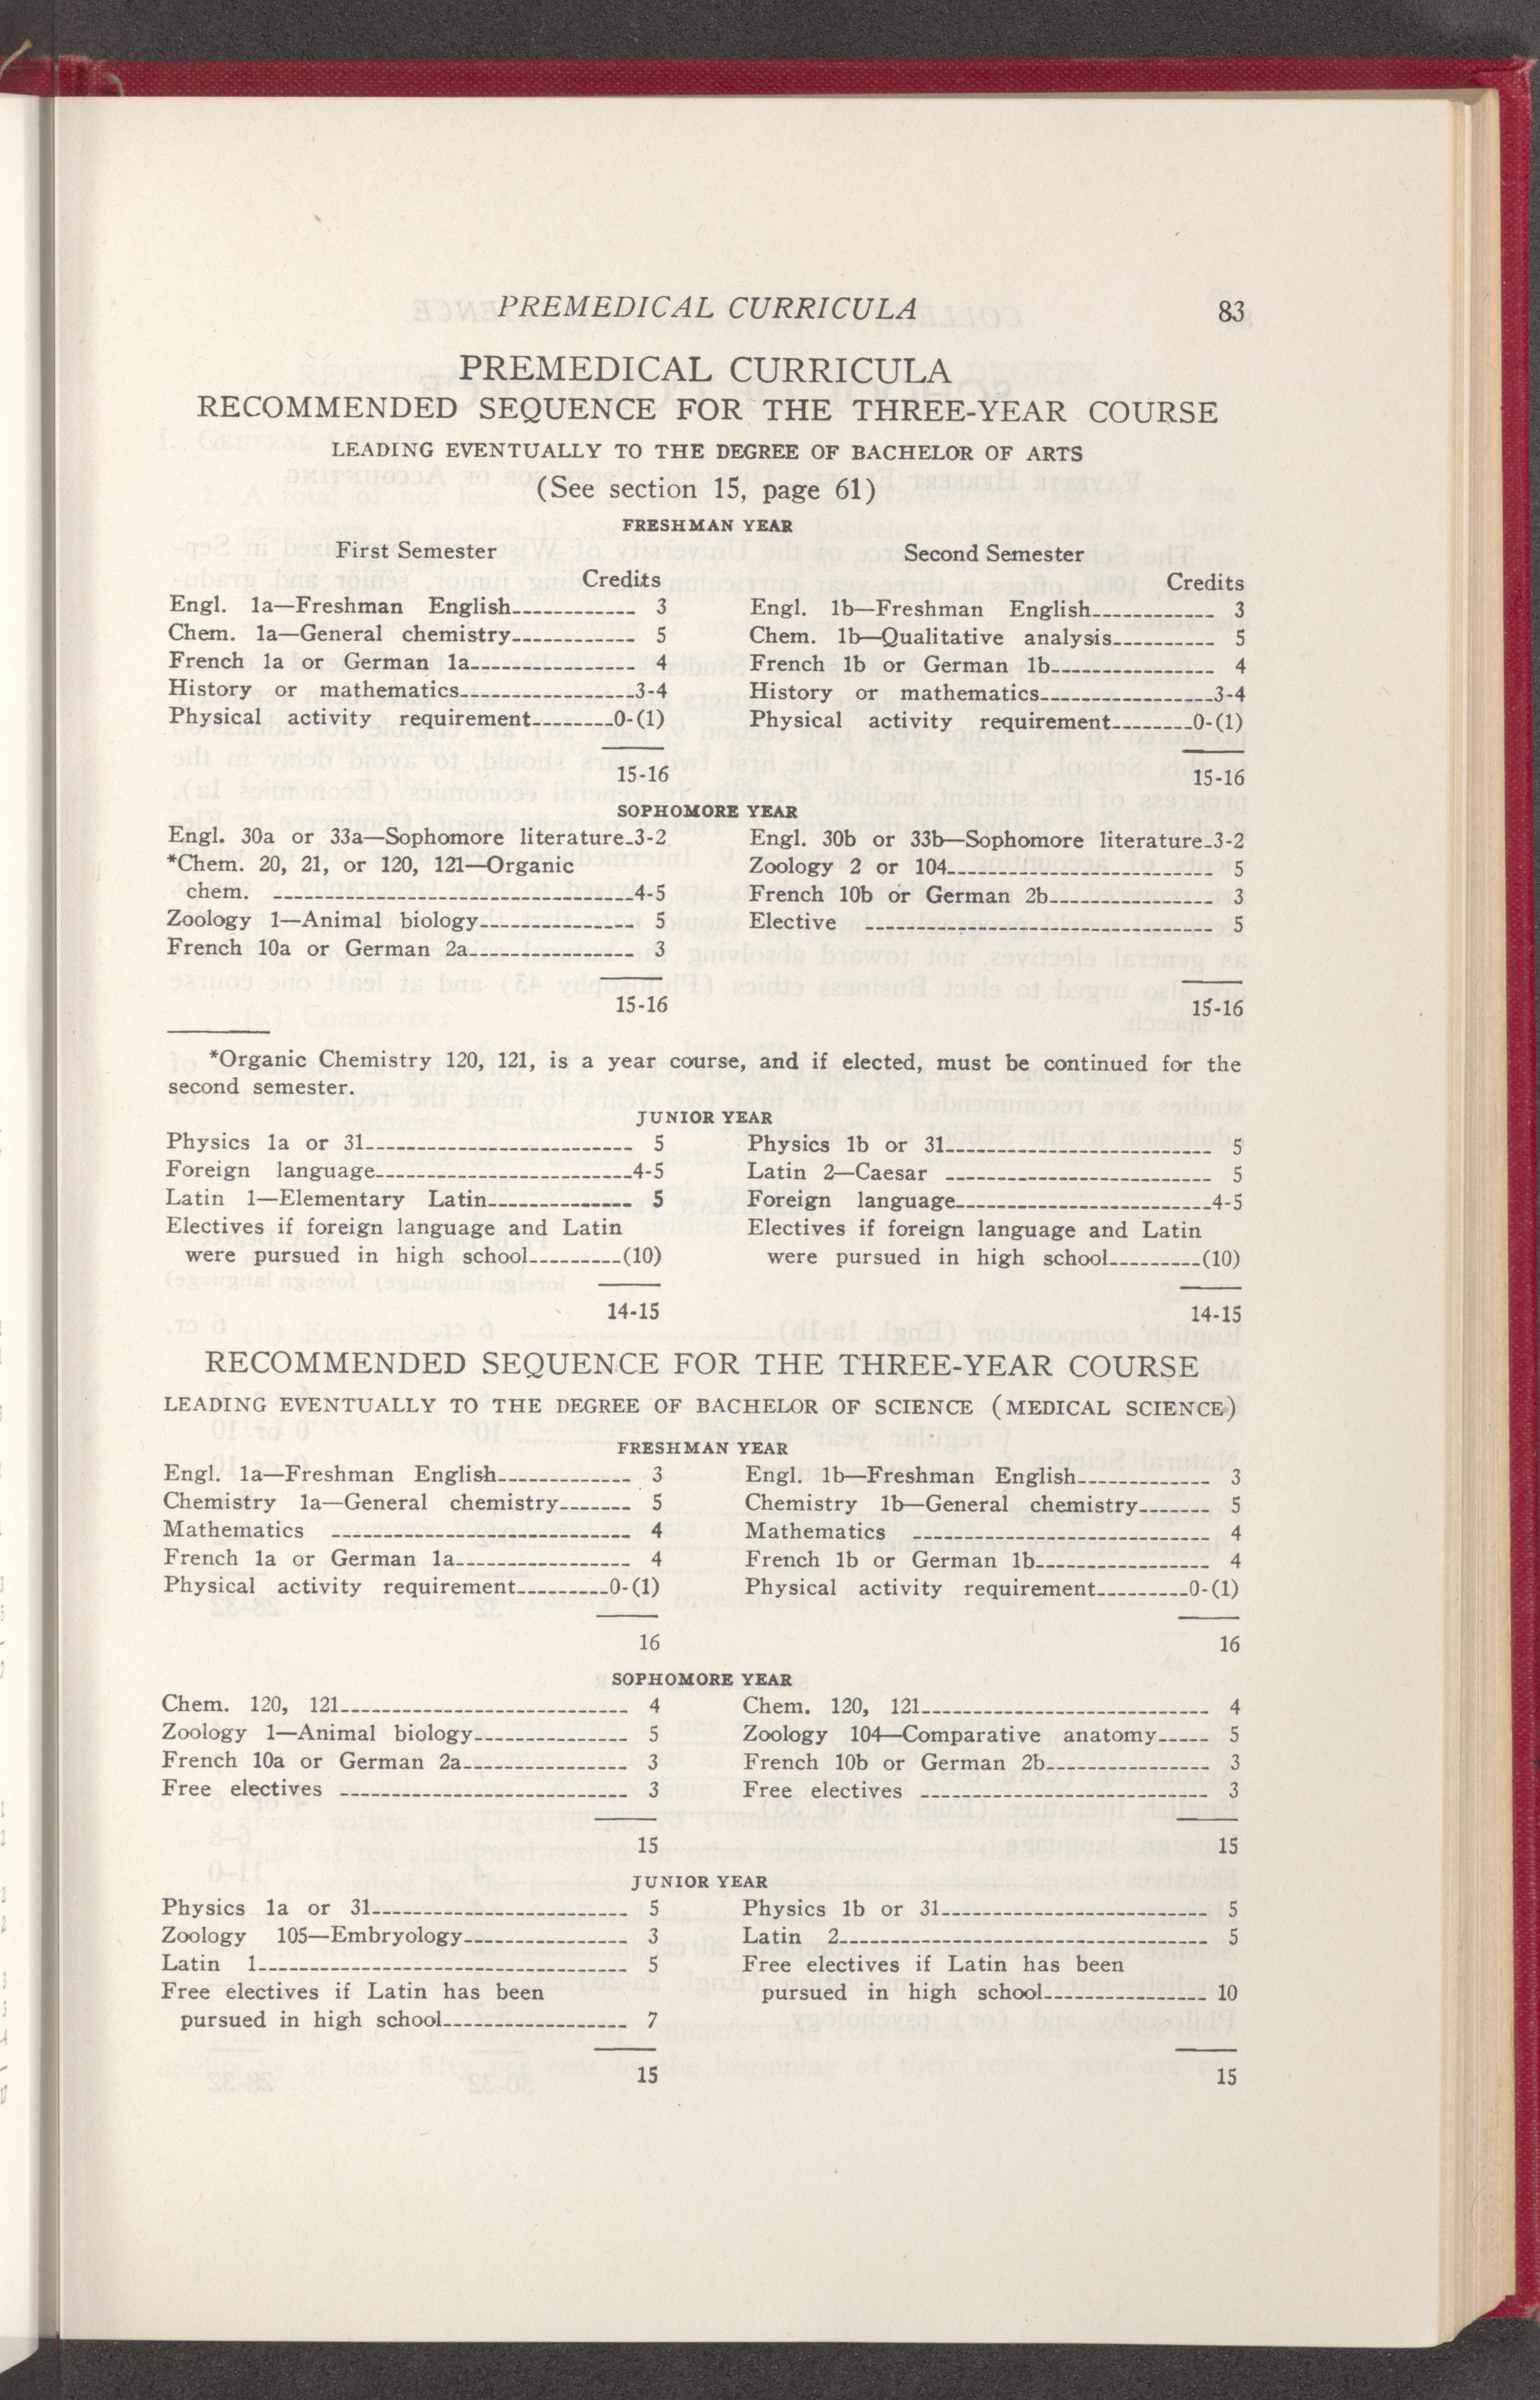 PREMEDICAL CURRICULA 83
PREMEDICAL CURRICULA
RECOMMENDED SEQUENCE FOR THE THREE-YEAR COURSE
LEADING EVENTUALLY TO THE DEGREE OF BACHELOR OF ARTS
(See section 15, page 61)
FRESHMAN YEAR
First Semester
Credits
Engl. 1a—Freshman English 3
Chem. 1a—General chemistry 5
French 1a or German 1a 4
History or mathematics 3-4
Physical activity requirement 0-(1)
15-16
Second Semester
Credits
Engl. 1b—Freshman English 3
Chem. 1b—Qualitative analysis 5
French 1b or German 1b 4
History or mathematics 3-4
Physical activity requirement 0-(1)
15-16
SOPHOMORE YEAR
Engl. 30a or 33a—Sophomore literature 3-2
*Chem. 20, 21, or 120, 121—Organic
chem. 4-5
Zoology 1—Animal biology 5
French 10a or German 2a 3
15-16
Engl. 30b or 33b—Sophomore literature 3-2
Zoology 2 or 104 5
French 10b or German 2b 3
Elective 5
15-16
*Organic Chemistry 120, 121, is a year course, and if elected, must be continued for the
second semester.
JUNIOR YEAR
Physics 1a or 31 5
Foreign language 4-5
Latin 1—Elementary Latin 5
Electives if foreign language and Latin
were pursued in high school (10)
14-15
Physics 1b or 31 5
Latin 2—Caesar 5
Foreign language 4-5
Electives if foreign language and Latin
were pursued in high school (10)
14-15
RECOMMENDED SEQUENCE FOR THE THREE-YEAR COURSE
LEADING EVENTUALLY TO THE DEGREE OF BACHELOR OF SCIENCE (MEDICAL SCIENCE)
FRESHMAN YEAR
Engl. 1a—Freshman English 3
Chemistry 1a—General chemistry 5
Mathematics 4
French 1a or German 1a 4
Physical activity requirement 0-(1)
16
Engl. 1b—Freshman English 3
Chemistry 1b—General chemistry 5
Mathematics 4
French 1b or German 1b 4
Physical activity requirement 0-(1)
16
SOPHOMORE YEAR
Chem. 120, 121 4
Zoology 1—Animal biology 5
French 10a or German 2a 3
Free electives 3
15
Chem. 120, 121 4
Zoology 104—Comparative anatomy 5
French 10b or German 2b 3
Free electives 3
15
JUNIOR YEAR
Physics 1a or 31 5
Zoology 105—Embryology 3
Latin 1 5
Free electives if Latin has been
pursued in high school 7
15
Physics 1b or 31 5
Latin 2 5
Free electives if Latin has been
pursued in high school 10
15